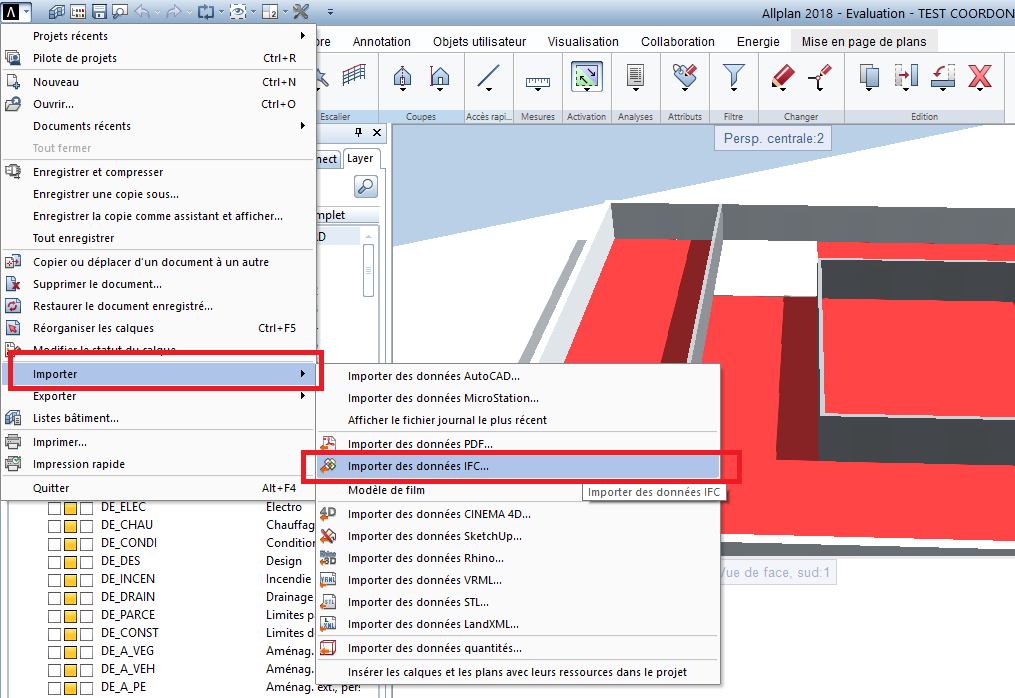 Allplan 2018 - Evaluation - TEST COORDON
Annotation Objets utilisateur Visualisation Collaboration Energie Mise en page de plans
Escalier Coupes Accès rapi... Mesures Activation Analyses Attributs Filtre Changer Edition
Projets récents
Pilote de projets Ctrl+R
Nouveau Ctrl+N
Ouvrir... Ctrl+O
Documents récents
Tout fermer
Enregistrer et compresser
Enregistrer une copie sous...
Enregistrer la copie comme assistant et afficher...
Tout enregistrer
Copier ou déplacer d'un document à un autre
Supprimer le document...
Restaurer le document enregistré...
Réorganiser les calques Ctrl+F5
Modifier le statut du calque...
Importer
Exporter
Listes bâtiment...
Imprimer...
Impression rapide
Quitter Alt+F4
nect Layer
mplet
D
Persp. centrale:2
Importer des données AutoCAD...
Importer des données MicroStation...
Afficher le fichier journal le plus récent
Importer des données PDF...
Importer des données IFC...
Modèle de film
Importer des données IFC
Importer des données CINEMA 4D...
Importer des données SketchUp...
Importer des données Rhino...
Importer des données VRML...
Importer des données STL...
Importer des données LandXML...
Importer des données quantités...
Insérer les calques et les plans avec leurs ressources dans le projet
Vue de face, sud:1
DE_ELEC Electro
DE_CHAU Chauffag
DE_CONDI Condition
DE_DES Design
DE_INCEN Incendie
DE_DRAIN Drainage
DE_PARCE Limites p
DE_CONST Limites d
DE_A_VEG Aménag.
DE_A_VEH Aménag.
DE_A_PE Aménag. ext., per: